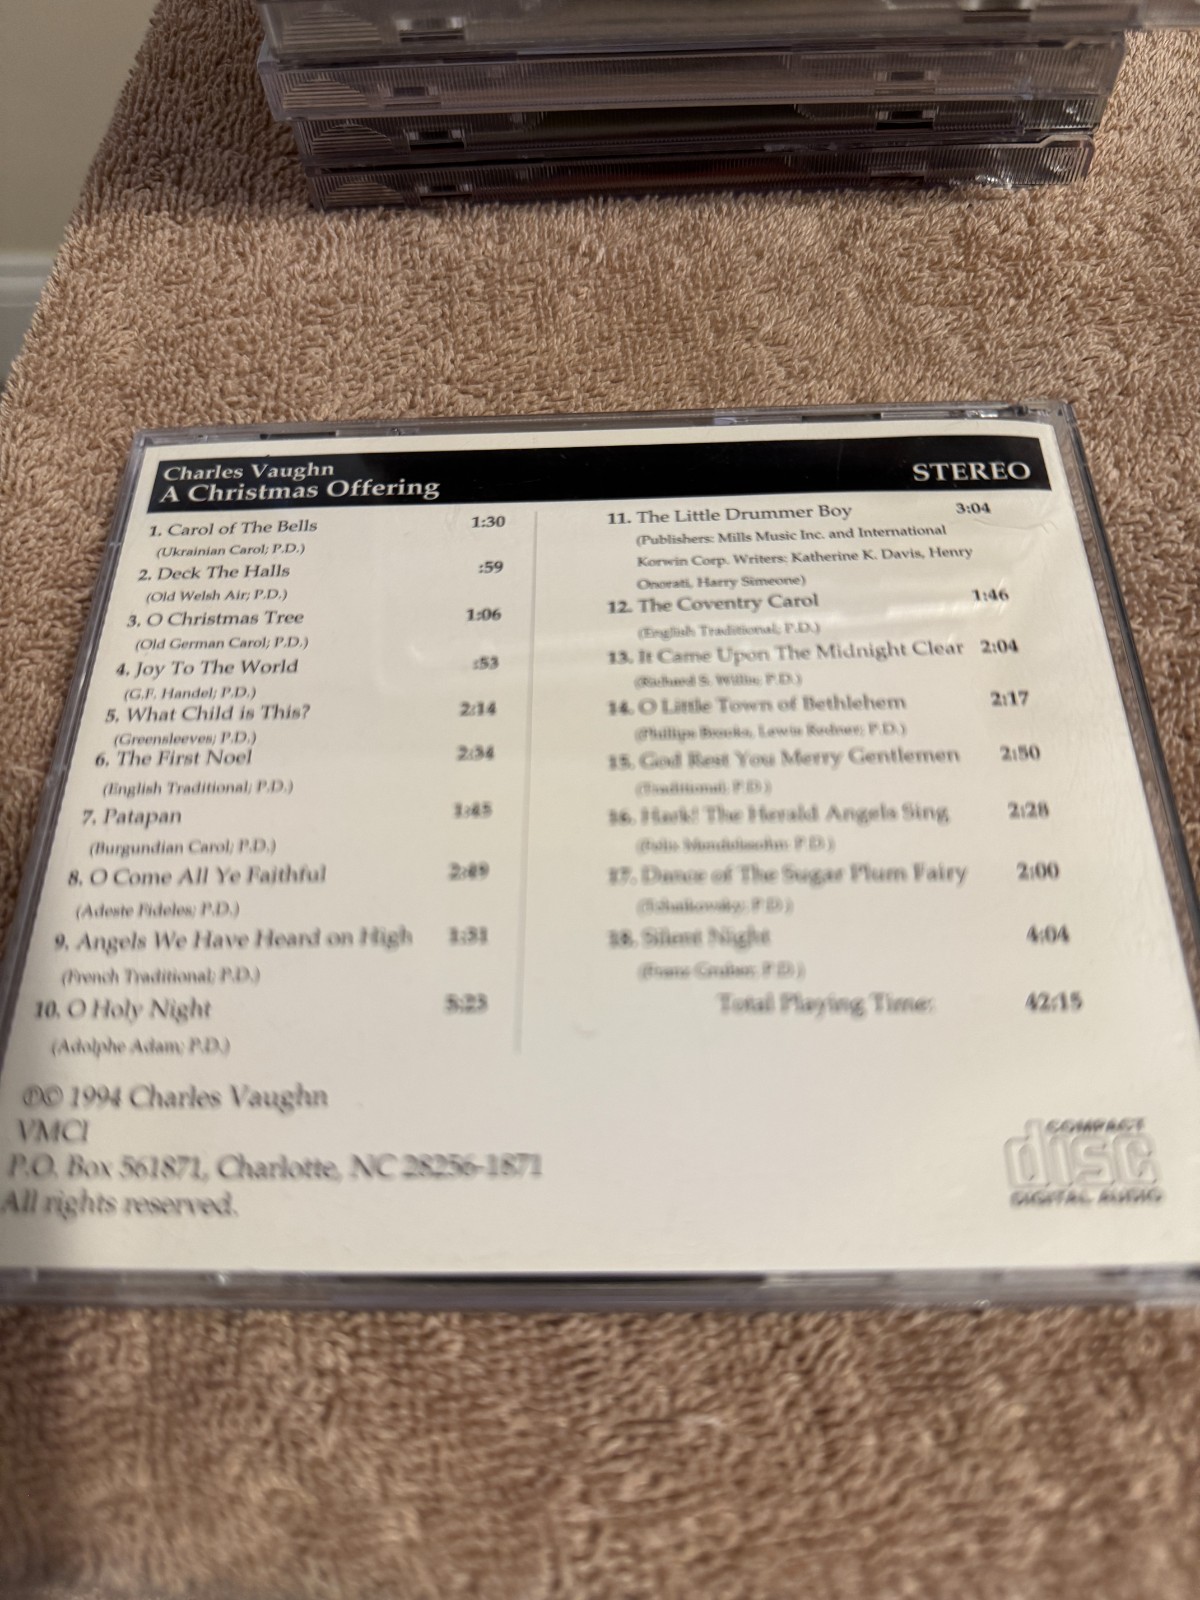 Charles Vaughn
A Christmas Offering
STEREO
1. Carol of The Bells 1:30
(Ukrainian Carol; P.D.)
2. Deck The Halls :59
(Old Welsh Air; P.D.)
3. O Christmas Tree 1:06
(Old German Carol; P.D.)
4. Joy To The World :53
(G.F. Handel; P.D.)
5. What Child is This? 2:14
(Greensleeves; P.D.)
6. The First Noel 2:34
(English Traditional; P.D.)
7. Patapan 1:45
(Burgundian Carol; P.D.)
8. O Come All Ye Faithful 2:49
(Adeste Fideles; P.D.)
9. Angels We Have Heard on High 1:31
(French Traditional; P.D.)
10. O Holy Night 5:23
(Adolphe Adam; P.D.)
11. The Little Drummer Boy 3:04
(Publishers: Mills Music Inc. and International
Korwin Corp. Writers: Katherine K. Davis, Henry
Onorati, Harry Simeone)
12. The Coventry Carol 1:46
(English Traditional; P.D.)
13. It Came Upon The Midnight Clear 2:04
(Richard S. Willis; P.D.)
14. O Little Town of Bethlehem 2:17
(Phillips Brooks, Lewis Redner; P.D.)
15. God Rest You Merry Gentlemen 2:50
(Traditional; P.D.)
16. Hark! The Herald Angels Sing 2:28
(Felix Mendelssohn; P.D.)
17. Dance of The Sugar Plum Fairy 2:00
(Tchaikowsky; P.D.)
18. Silent Night 4:04
(Franz Gruber; P.D.)
Total Playing Time: 42:15
℗© 1994 Charles Vaughn
VMCI
P.O. Box 561871, Charlotte, NC 28256-1871
All rights reserved.
COMPACT
disc
DIGITAL AUDIO